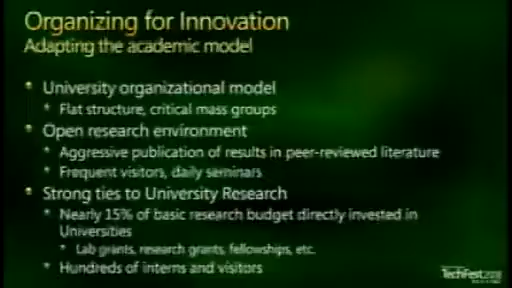 Organizing for Innovation
Adapting the academic model
University organizational model
Flat structure, critical mass groups
Open research environment
Aggressive publication of results in peer-reviewed literature
Frequent visitors, daily seminars
Strong ties to University Research
Nearly 15% of basic research budget directly invested in
Universities
Lab grants, research grants, fellowships, etc.
Hundreds of interns and visitors
TechFest